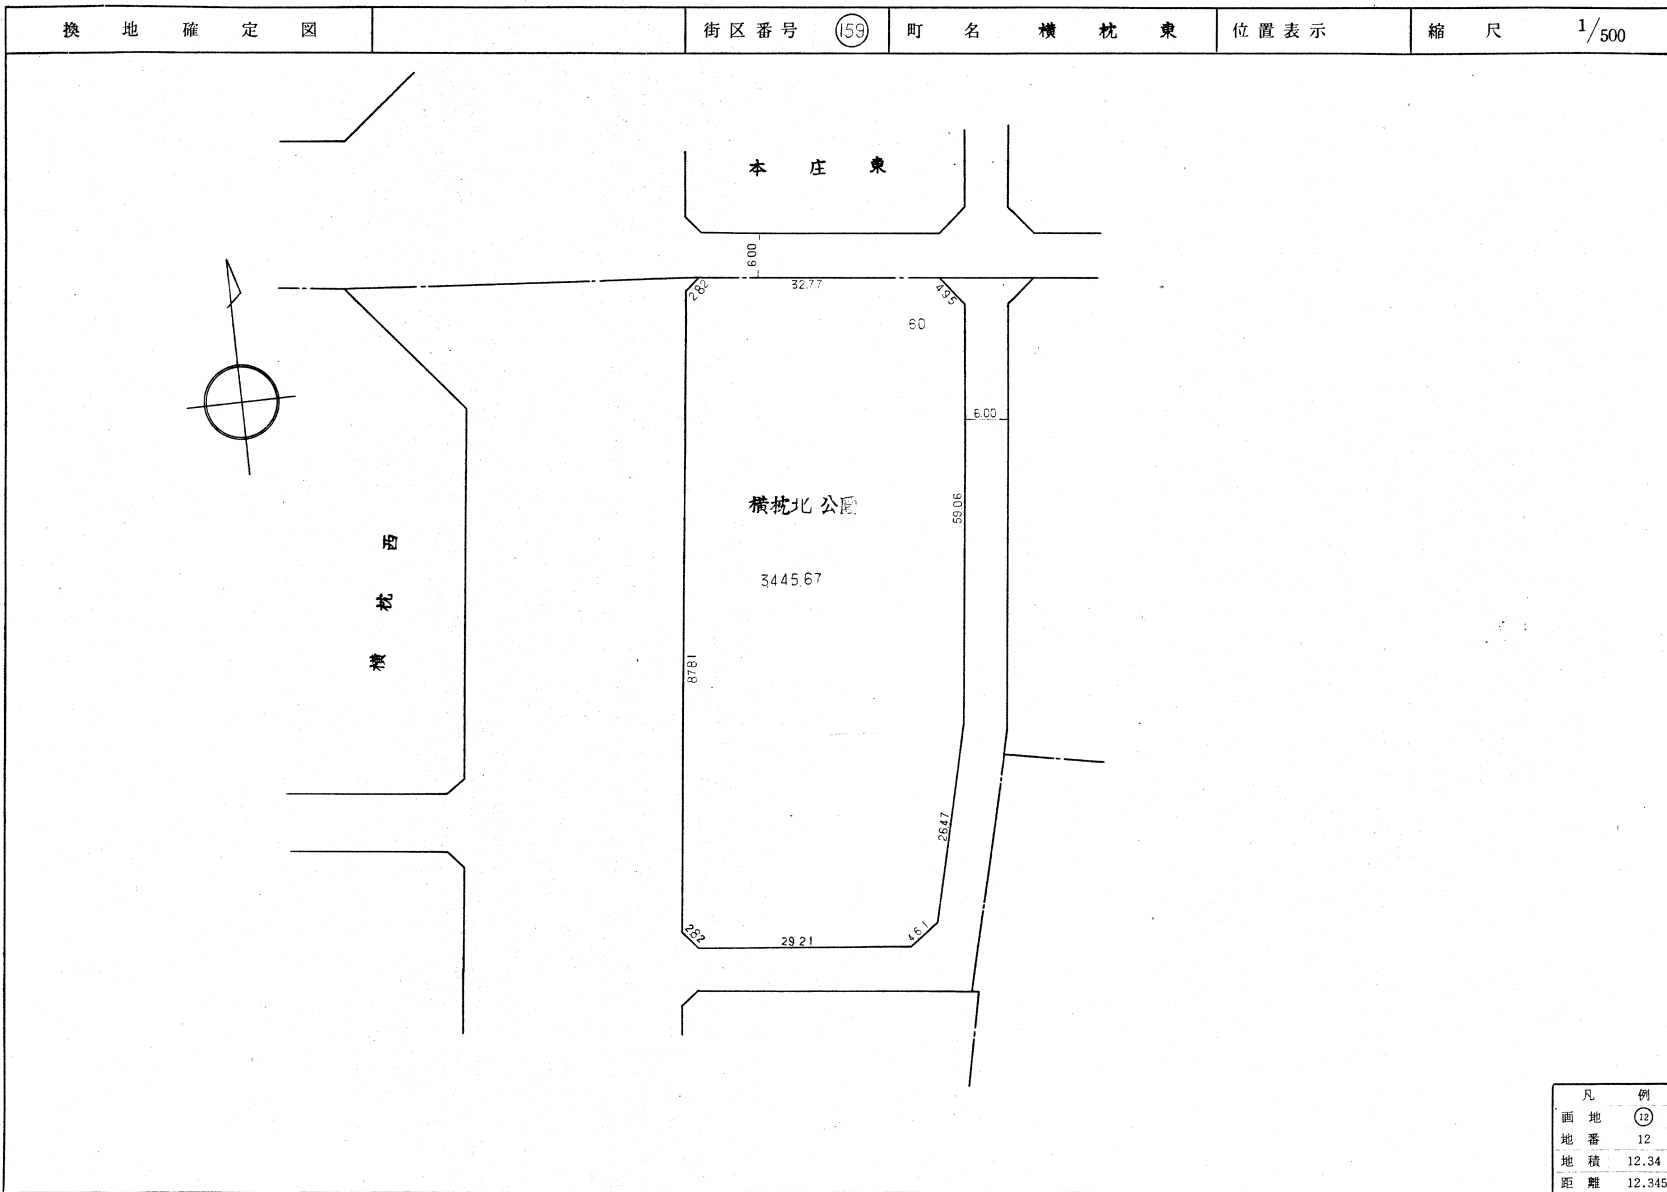 換地確定図 街区番号 159 町名 横枕東 位置表示 縮尺 1/500
本庄東
6.00
2.82
32.77
4.95
60
6.00
横枕北公園
59.06
横枕西
3445.67
87.81
26.47
2.82
29.21
4.61
凡例
画地 12
地番 12
地積 12.34
距離 12.345